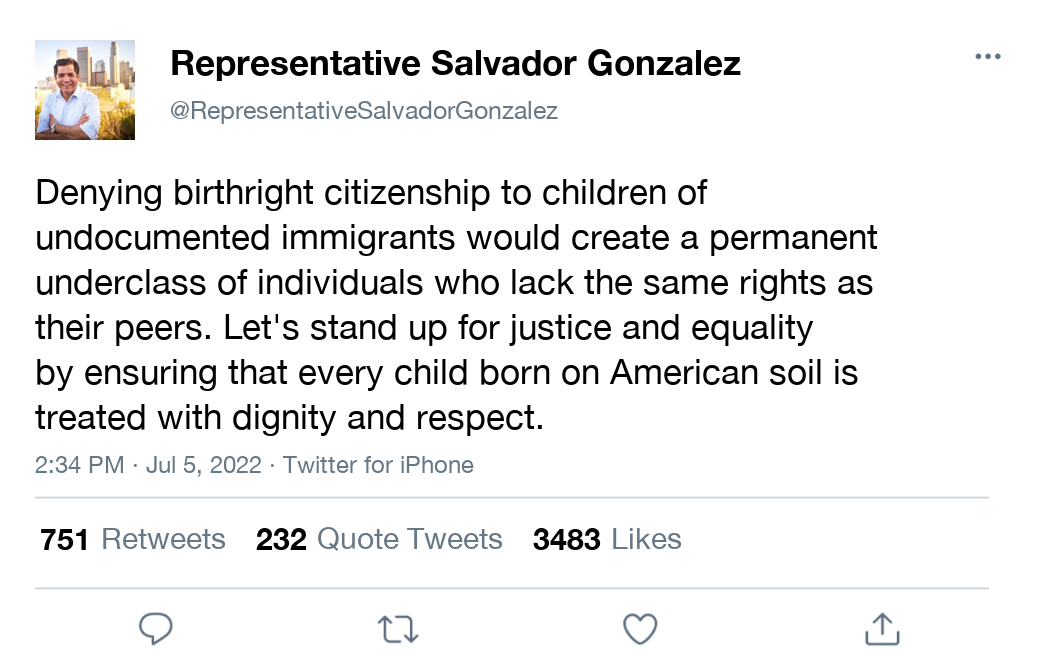 Representative Salvador Gonzalez
@RepresentativeSalvadorGonzalez
Denying birthright citizenship to children of
undocumented immigrants would create a permanent
underclass of individuals who lack the same rights as
their peers. Let's stand up for justice and equality
by ensuring that every child born on American soil is
treated with dignity and respect.
2:34 PM · Jul 5, 2022 · Twitter for iPhone
751 Retweets 232 Quote Tweets 3483 Likes